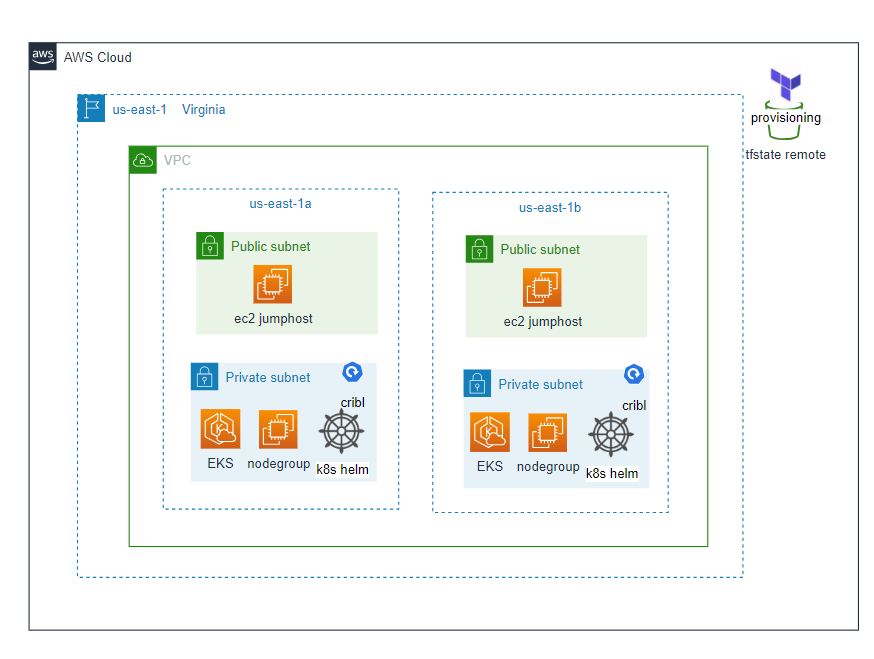 aws
AWS Cloud
us-east-1 Virginia
provisioning
tfstate remote
VPC
us-east-1a
Public subnet
ec2 jumphost
Private subnet
cribl
EKS
nodegroup
k8s helm
us-east-1b
Public subnet
ec2 jumphost
Private subnet
cribl
EKS
nodegroup
k8s helm